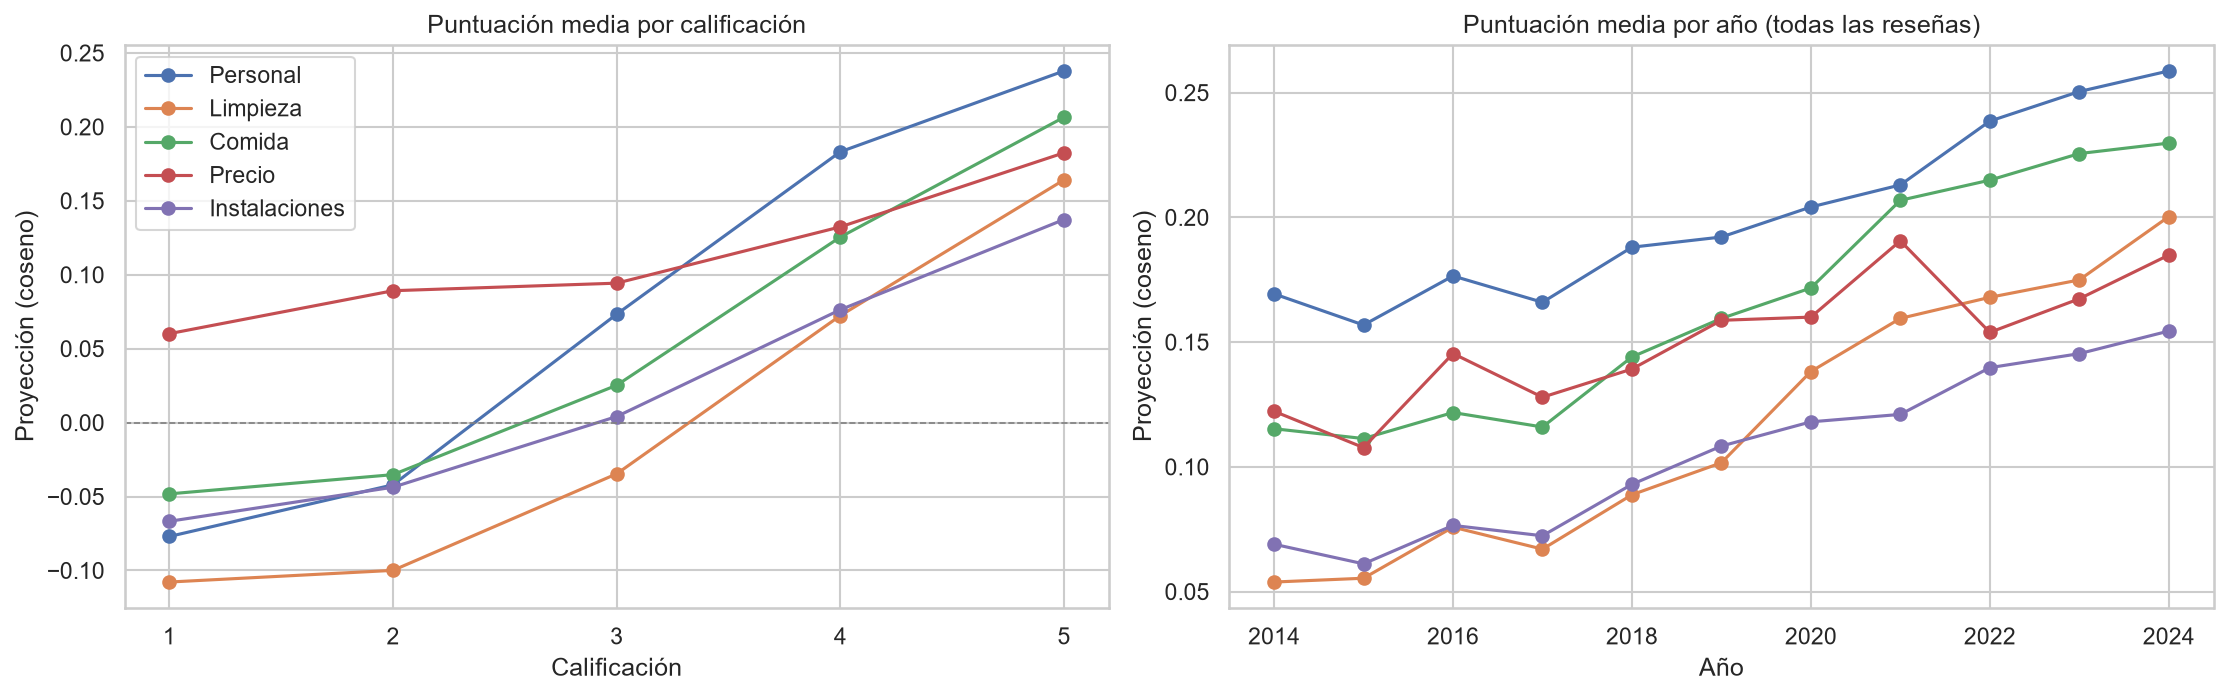 Puntuación media por calificación
0.25
0.20
0.15
0.10
0.05
0.00
−0.05
−0.10
Proyección (coseno)
Personal
Limpieza
Comida
Precio
Instalaciones
1 2 3 4 5
Calificación
Puntuación media por año (todas las reseñas)
0.25
0.20
0.15
0.10
0.05
Proyección (coseno)
2014 2016 2018 2020 2022 2024
Año